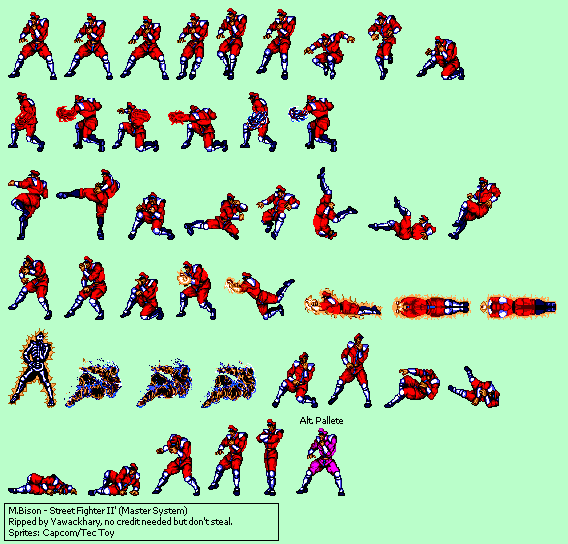 Alt. Pallete
M.Bison - Street Fighter II' (Master System)
Ripped by Yawackhary, no credit needed but don't steal.
Sprites: Capcom/Tec Toy